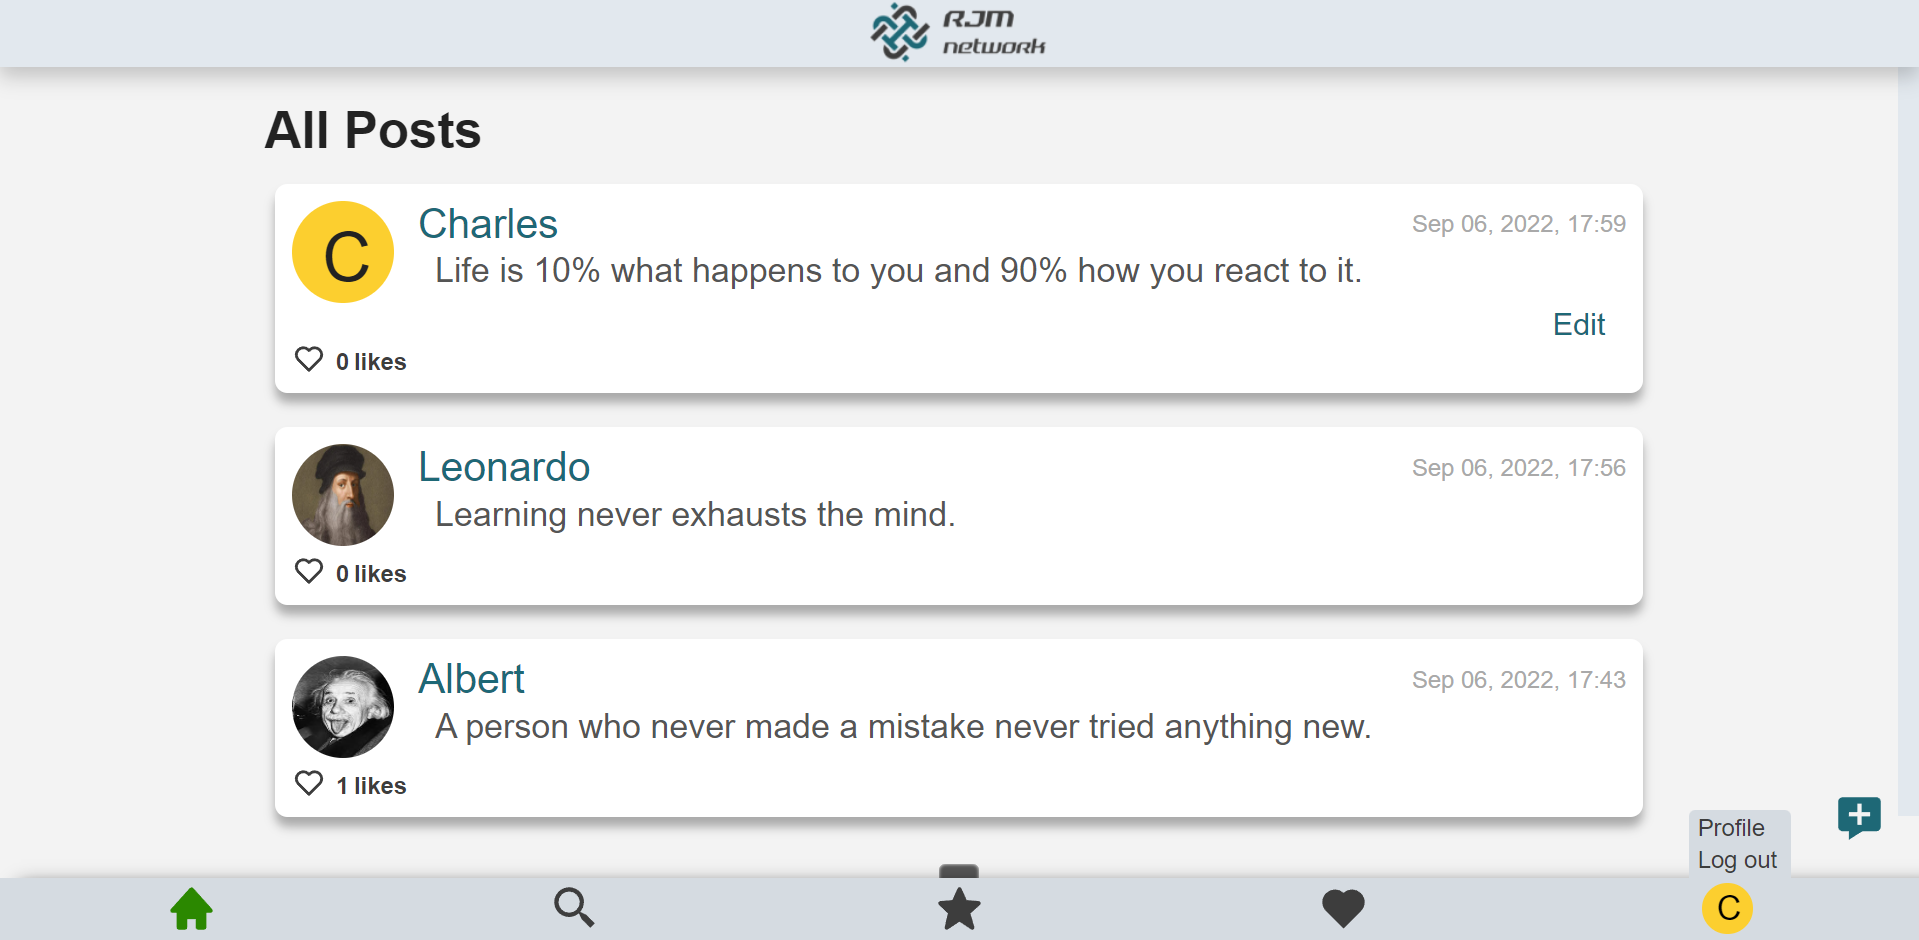 RJM
network
All Posts
C
Charles
Sep 06, 2022, 17:59
Life is 10% what happens to you and 90% how you react to it.
Edit
0 likes
Leonardo
Sep 06, 2022, 17:56
Learning never exhausts the mind.
0 likes
Albert
Sep 06, 2022, 17:43
A person who never made a mistake never tried anything new.
1 likes
Profile
Log out
C